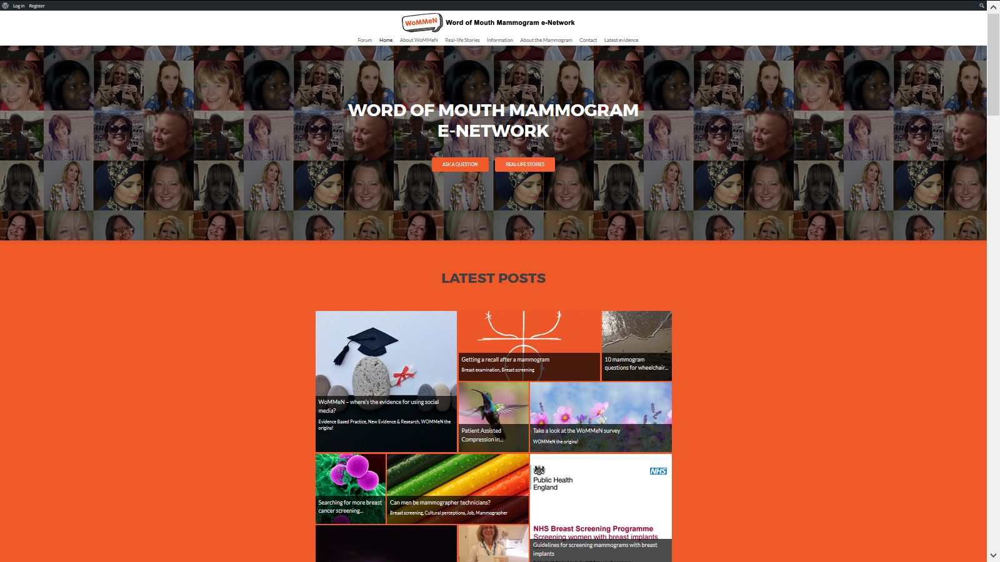 Log in Register
WoMMeN Word of Mouth Mammogram e-Network
Forum Home About WoMMeN Real-life Stories Information About the Mammogram Contact Latest evidence
WORD OF MOUTH MAMMOGRAM
E-NETWORK
ASK A QUESTION REAL-LIFE STORIES
LATEST POSTS
WoMMeN – where's the evidence for using social
media?
Evidence Based Practice, New Evidence & Research, WOMMeN the
origins!
Getting a recall after a mammogram
Breast examination, Breast screening
10 mammogram
questions for wheelchair...
Patient Assisted
Compression in...
Take a look at the WoMMeN survey
WOMMeN the origins!
Searching for more breast
cancer screening...
Can men be mammographer technicians?
Breast screening, Cultural perceptions, Job, Mammographer
NHS
Public Health
England
NHS Breast Screening Programme
Screening women with breast implants
Guidelines for screening mammograms with breast
implants